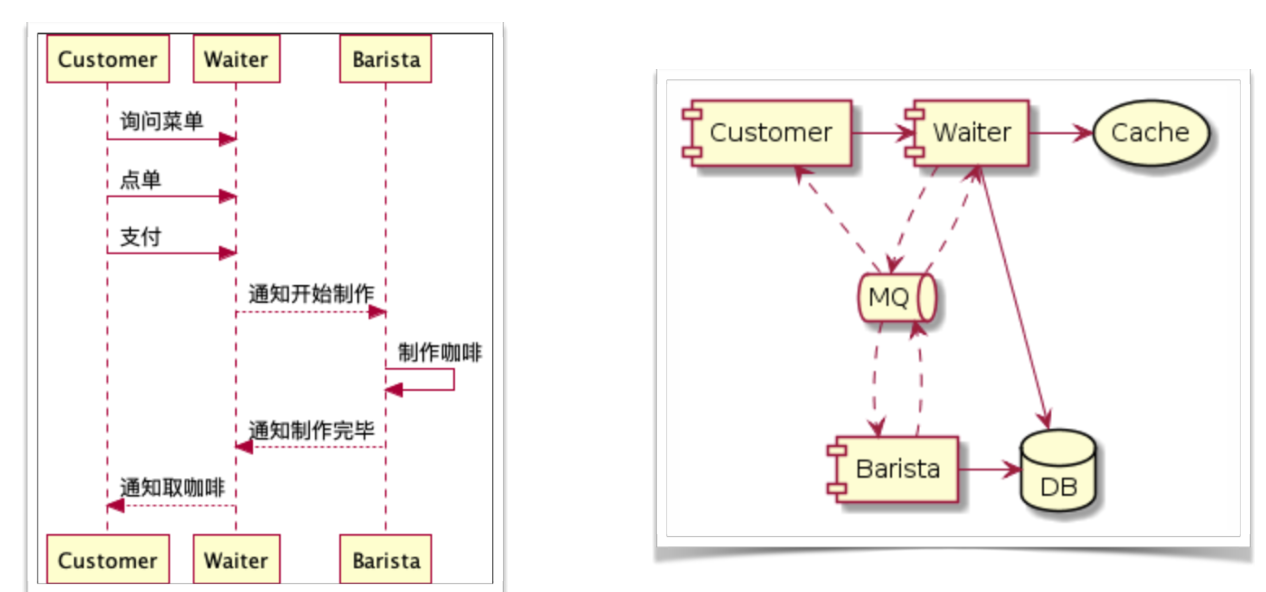 Customer
Waiter
Barista
询问菜单
点单
支付
通知开始制作
制作咖啡
通知制作完毕
通知取咖啡
Customer
Waiter
Barista
Customer
Waiter
Cache
MQ
Barista
DB